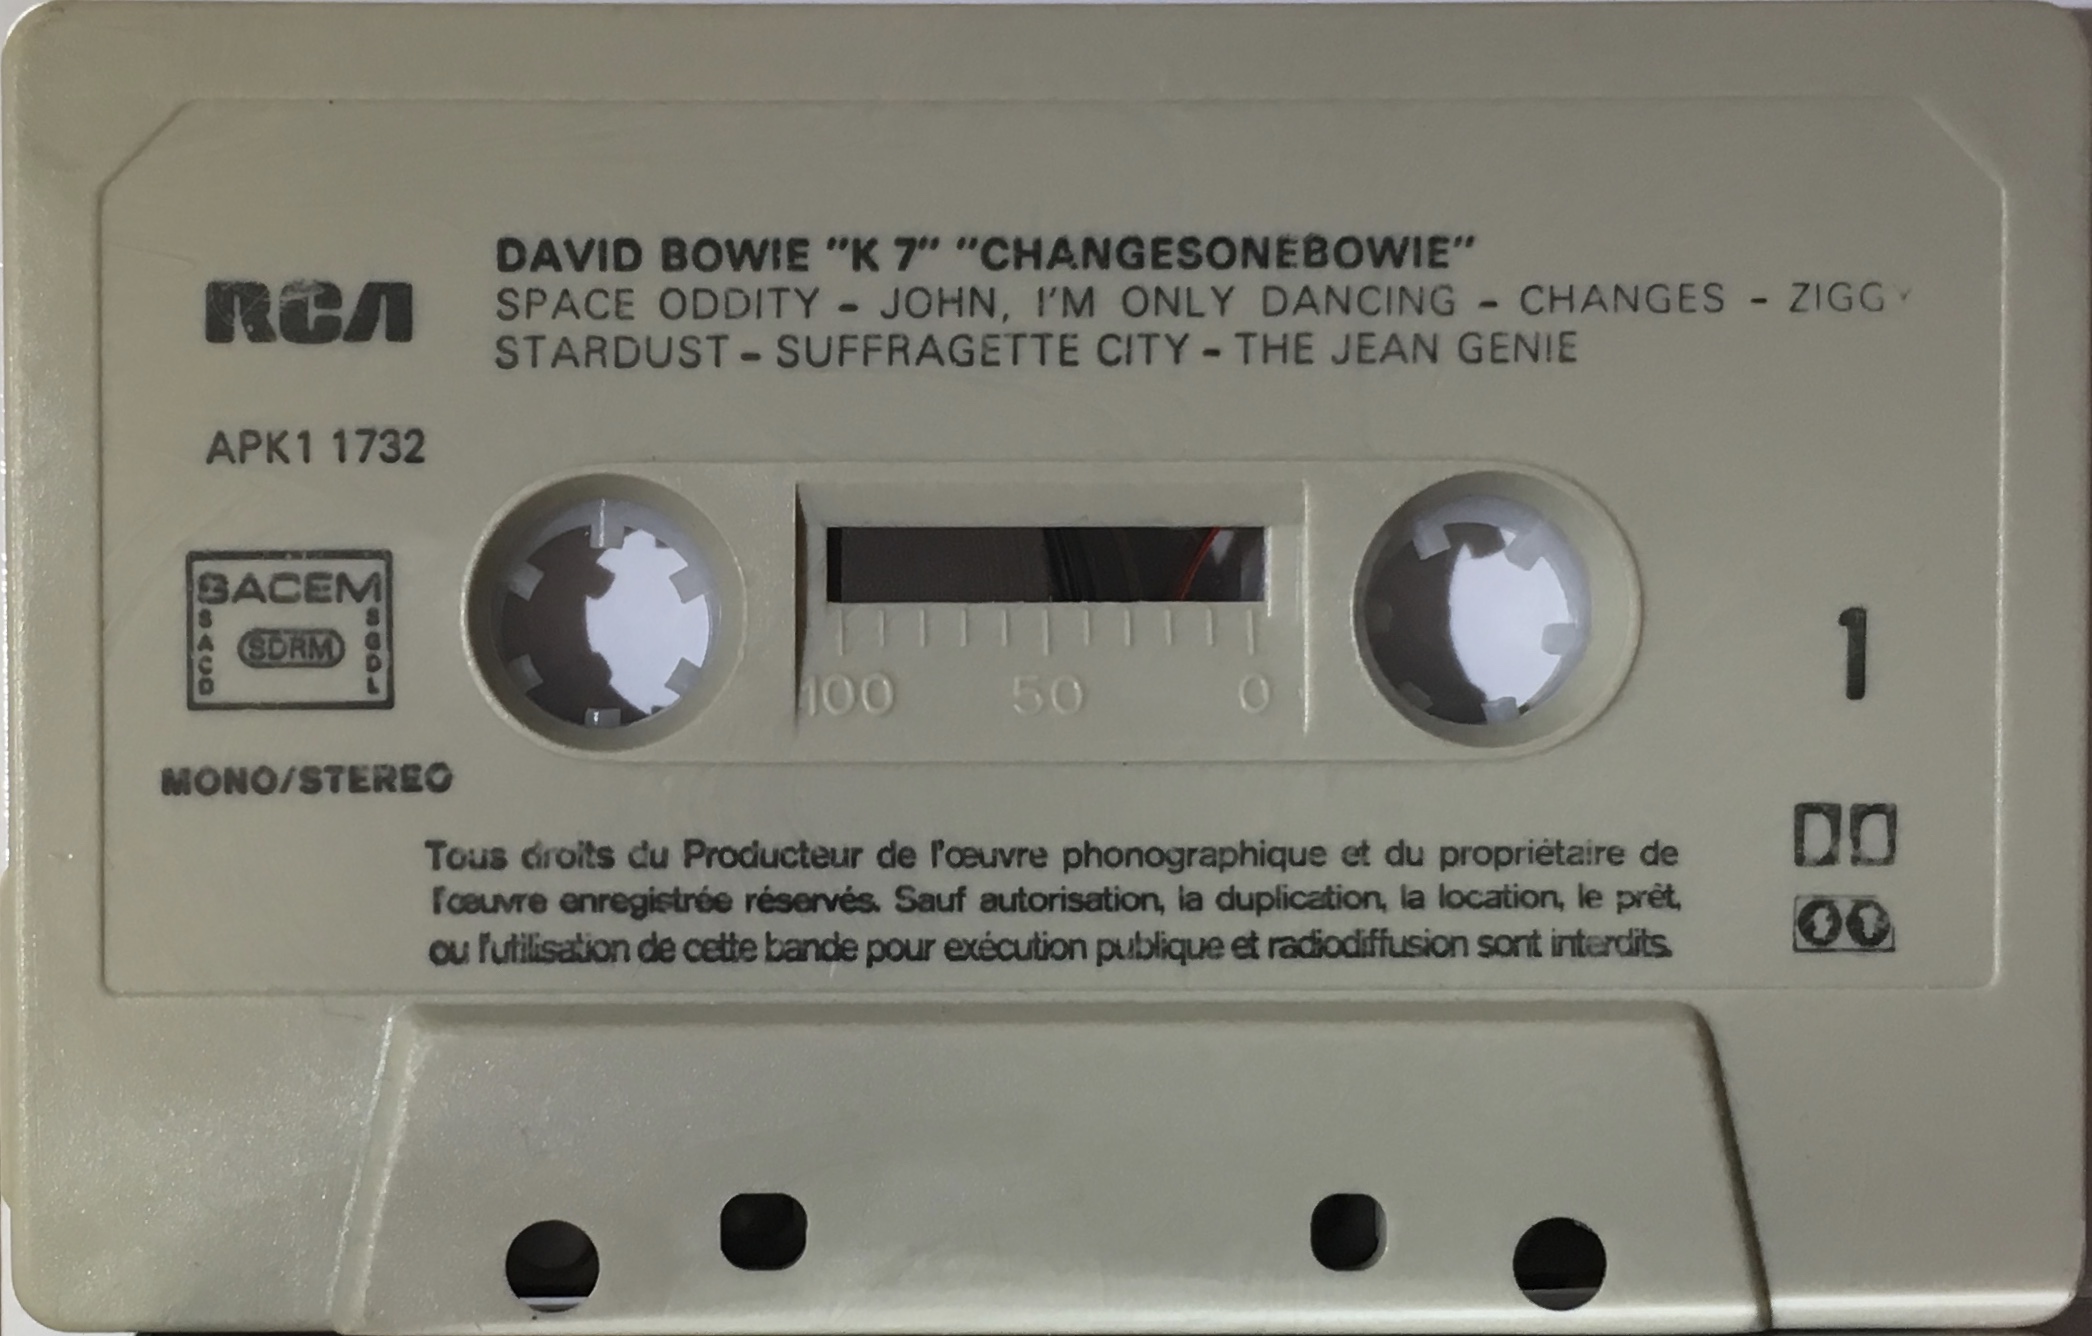 DAVID BOWIE "K 7" "CHANGESONEBOWIE"
SPACE ODDITY - JOHN, I'M ONLY DANCING - CHANGES - ZIGGY
STARDUST - SUFFRAGETTE CITY - THE JEAN GENIE
RCA
APK1 1732
SACEM
SACD
SDRM
SGDL
MONO/STEREO
100 50 0
1
Tous droits du Producteur de l'œuvre phonographique et du propriétaire de
l'œuvre enregistrée réservés. Sauf autorisation, la duplication, la location, le prêt,
ou l'utilisation de cette bande pour exécution publique et radiodiffusion sont interdits.